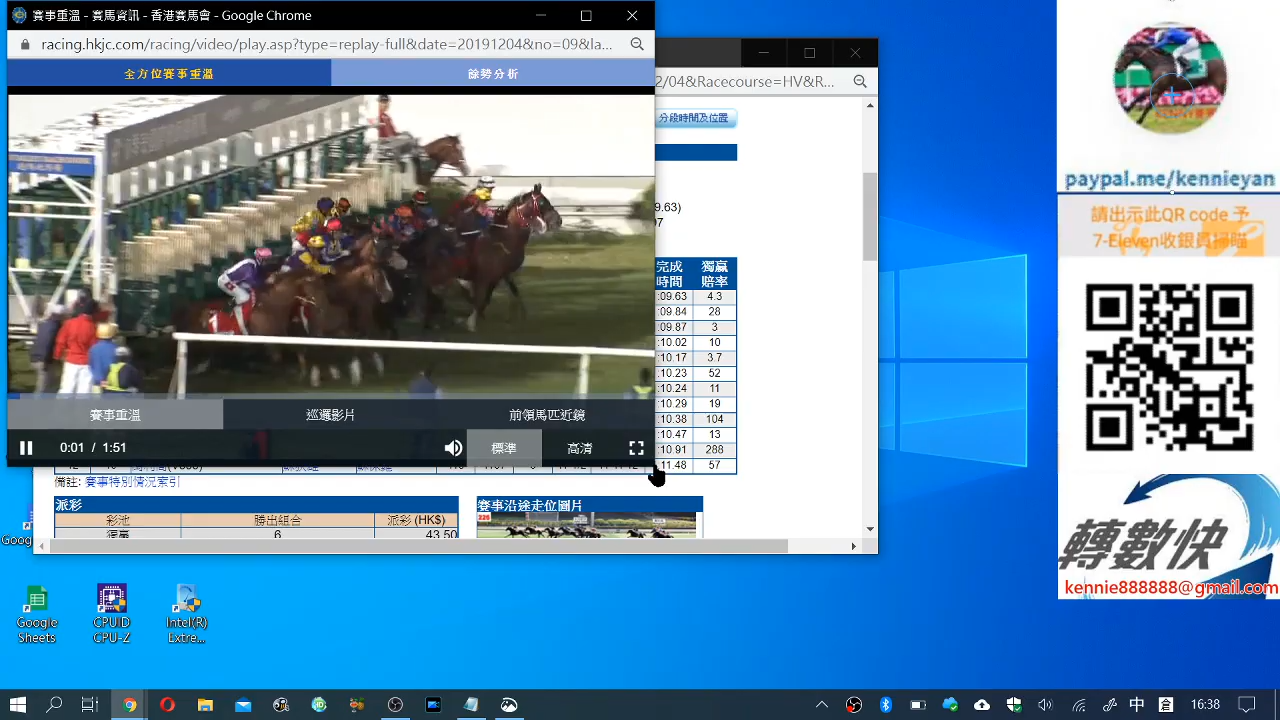 賽事重溫 - 賽馬資訊 - 香港賽馬會 - Google Chrome
racing.hkjc.com/racing/video/play.asp?type=replay-full&date=20191204&no=09&la...
全方位賽事重溫
餘勢分析
賽事重溫
巡邏影片
前領馬匹近鏡
0:01 / 1:51
標準
高清
2/04&Racecourse=HV&R...
分段時間及位置
9.63)
完成時間 獨贏賠率
:09.63 4.3
:09.84 28
:09.87 3
:10.02 10
:10.17 3.7
:10.23 52
:10.24 11
:10.29 19
:10.38 104
:10.47 13
:10.91 288
:11.48 57
備註: 賽事特別情況索引
派彩
彩池 勝出組合 派彩 (HK$)
獨贏 6 43.50
賽事沿途走位圖片
paypal.me/kennieyan
請出示此QR code 予
7-Eleven收銀員掃瞄
轉數快
kennie888888@gmail.com
Google Sheets
CPUID CPU-Z
Intel(R) Extre...
中
倉
16:38